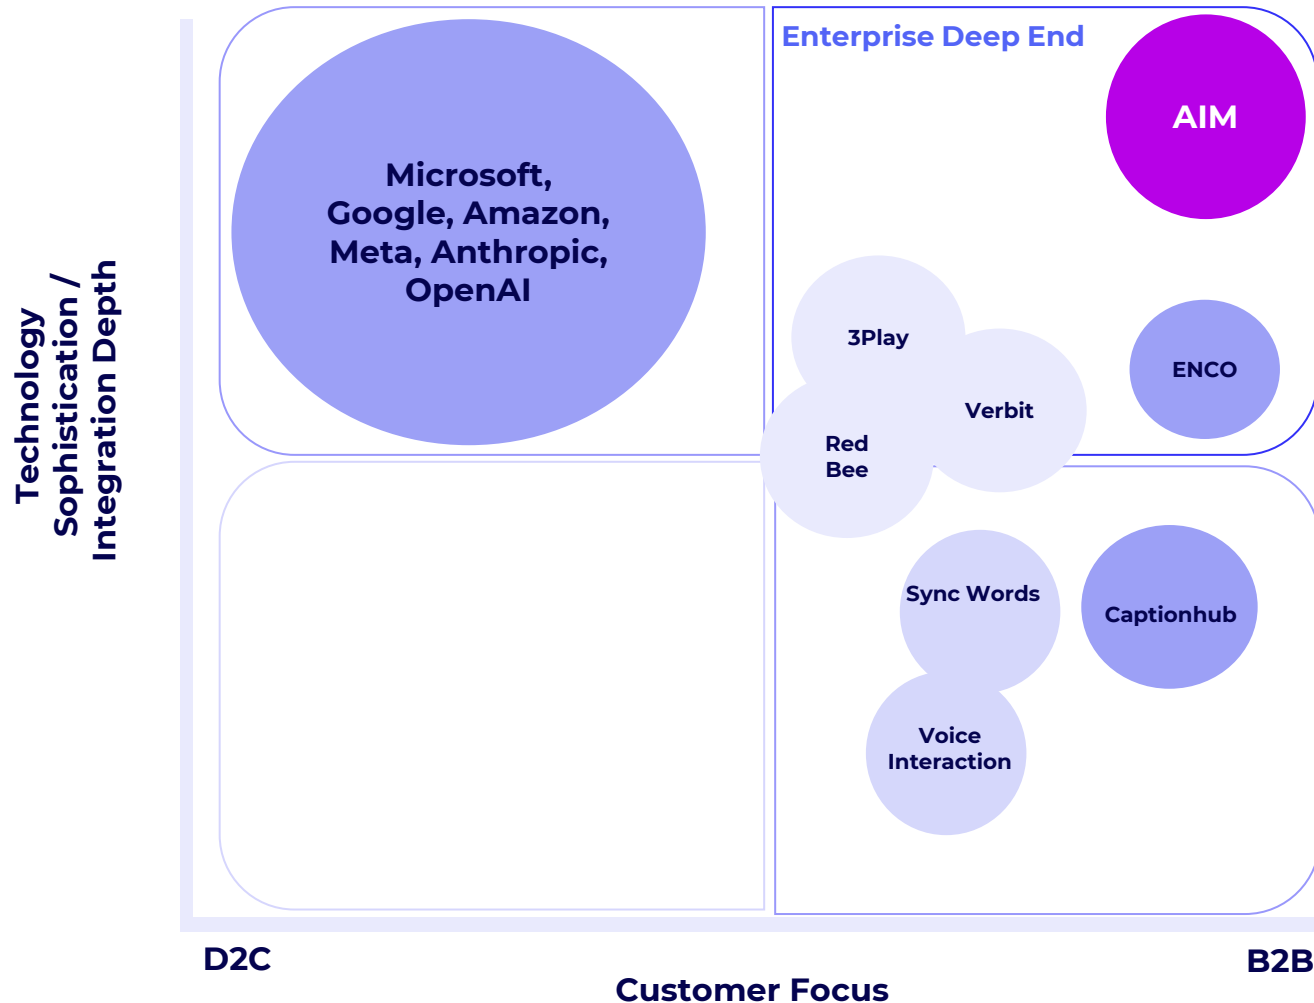 Enterprise Deep End
AIM
Microsoft,
Google, Amazon,
Meta, Anthropic,
OpenAI
Technology
Sophistication /
Integration Depth
3Play
ENCO
Verbit
Red
Bee
Sync Words
Captionhub
Voice
Interaction
D2C
B2B
Customer Focus